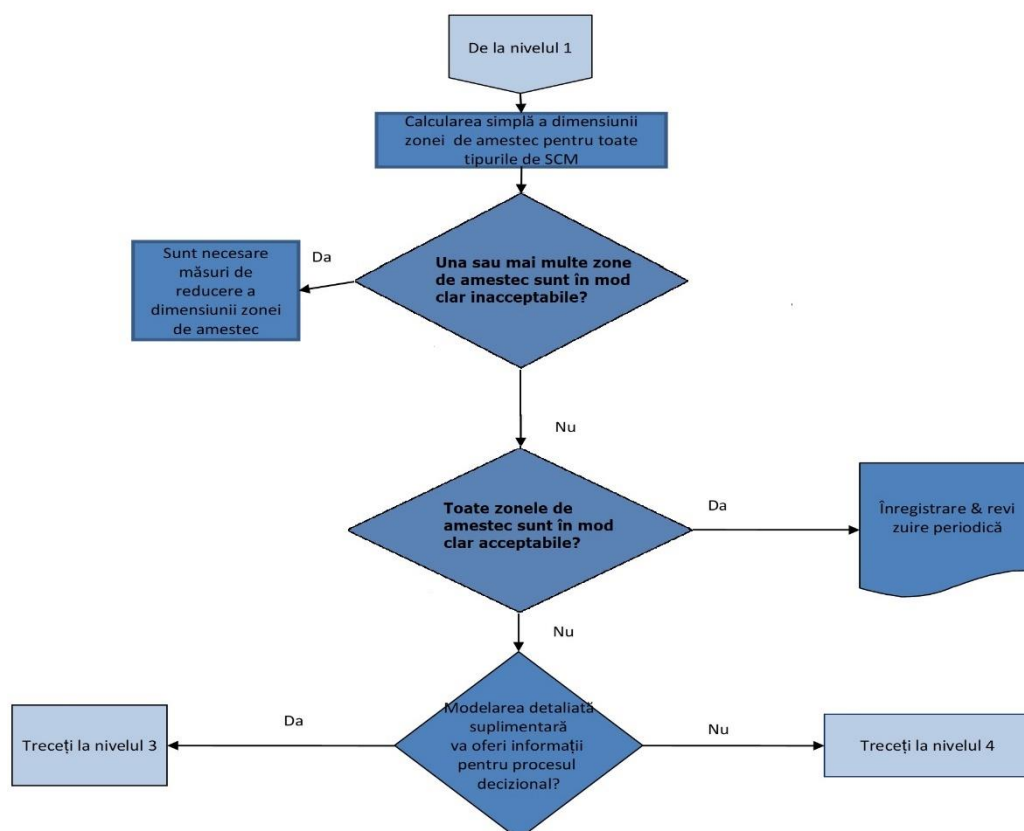 De la nivelul 1
Calcularea simplă a dimensiunii
zonei de amestec pentru toate
tipurile de SCM
Da
Sunt necesare
măsuri de
reducere a
dimensiunii zonei
de amestec
Una sau mai multe zone
de amestec sunt în mod
clar inacceptabile?
Nu
Toate zonele de
amestec sunt în mod
clar acceptabile?
Da
Înregistrare & revi
zuire periodică
Nu
Modelarea detaliată
suplimentară
va oferi informații
pentru procesul
decizional?
Da
Treceți la nivelul 3
Nu
Treceți la nivelul 4